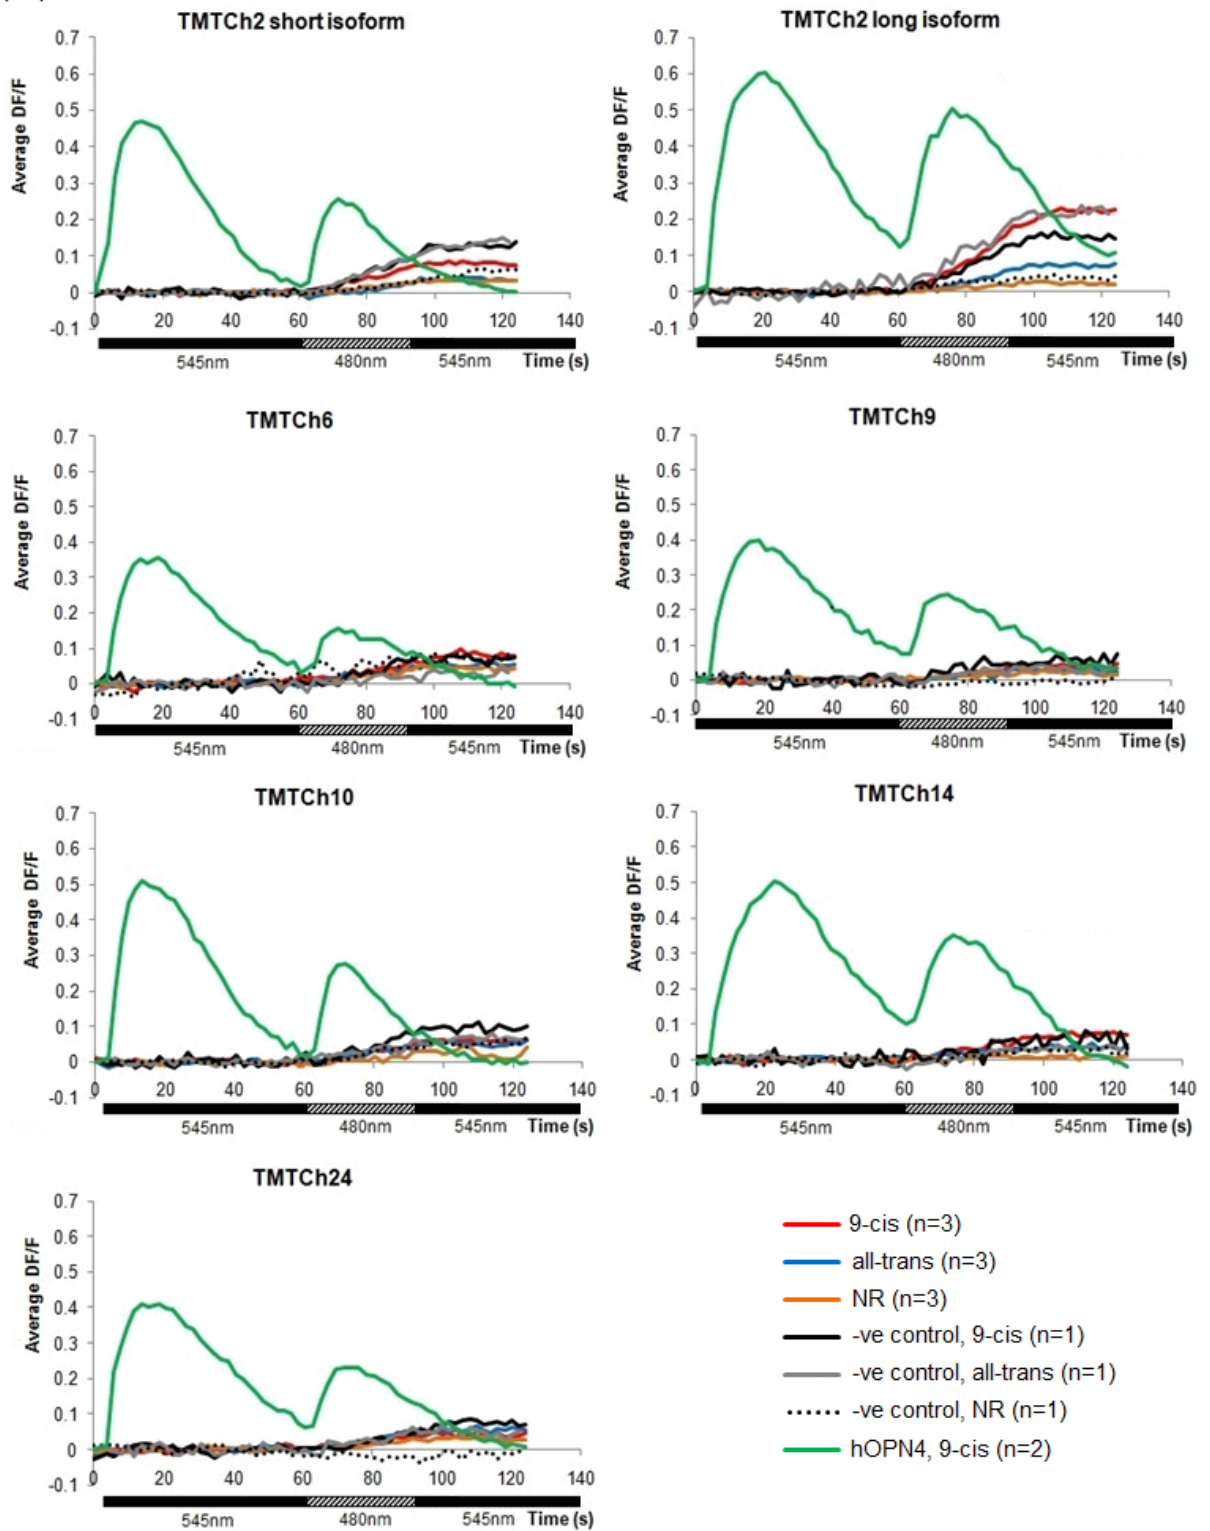 TMTCh2 short isoform
0.7
0.6
0.5
0.4
0.3
0.2
0.1
0
-0.1
Average DF/F
0 20 40 60 80 100 120 140
545nm 480nm 545nm Time (s)
TMTCh2 long isoform
0.7
0.6
0.5
0.4
0.3
0.2
0.1
0
-0.1
Average DF/F
0 20 40 60 80 100 120 140
545nm 480nm 545nm Time (s)
TMTCh6
0.7
0.6
0.5
0.4
0.3
0.2
0.1
0
-0.1
Average DF/F
0 20 40 60 80 100 120 140
545nm 480nm 545nm Time (s)
TMTCh9
0.7
0.6
0.5
0.4
0.3
0.2
0.1
0
-0.1
Average DF/F
0 20 40 60 80 100 120 140
545nm 480nm 545nm Time (s)
TMTCh10
0.7
0.6
0.5
0.4
0.3
0.2
0.1
0
-0.1
Average DF/F
0 20 40 60 80 100 120 140
545nm 480nm 545nm Time (s)
TMTCh14
0.7
0.6
0.5
0.4
0.3
0.2
0.1
0
-0.1
Average DF/F
0 20 40 60 80 100 120 140
545nm 480nm 545nm Time (s)
TMTCh24
0.7
0.6
0.5
0.4
0.3
0.2
0.1
0
-0.1
Average DF/F
0 20 40 60 80 100 120 140
545nm 480nm 545nm Time (s)
9-cis (n=3)
all-trans (n=3)
NR (n=3)
-ve control, 9-cis (n=1)
-ve control, all-trans (n=1)
-ve control, NR (n=1)
hOPN4, 9-cis (n=2)